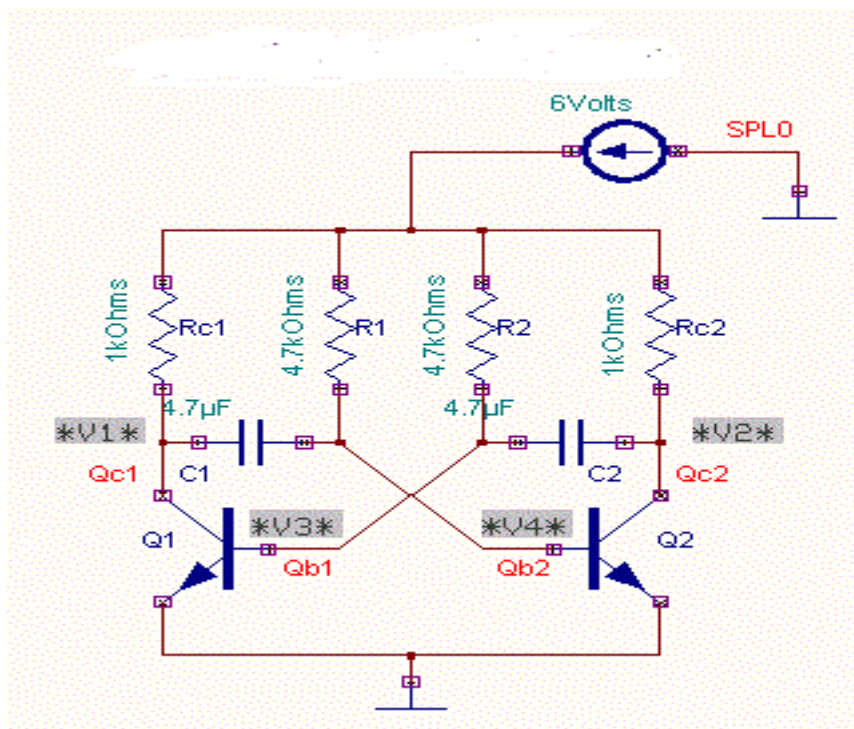 6Volts
SPL0
1kOhms
Rc1
4.7kOhms
R1
4.7kOhms
R2
1kOhms
Rc2
4.7µF
4.7µF
*V1*
*V2*
Qc1
C1
C2
Qc2
*V3*
*V4*
Q1
Q2
Qb1
Qb2